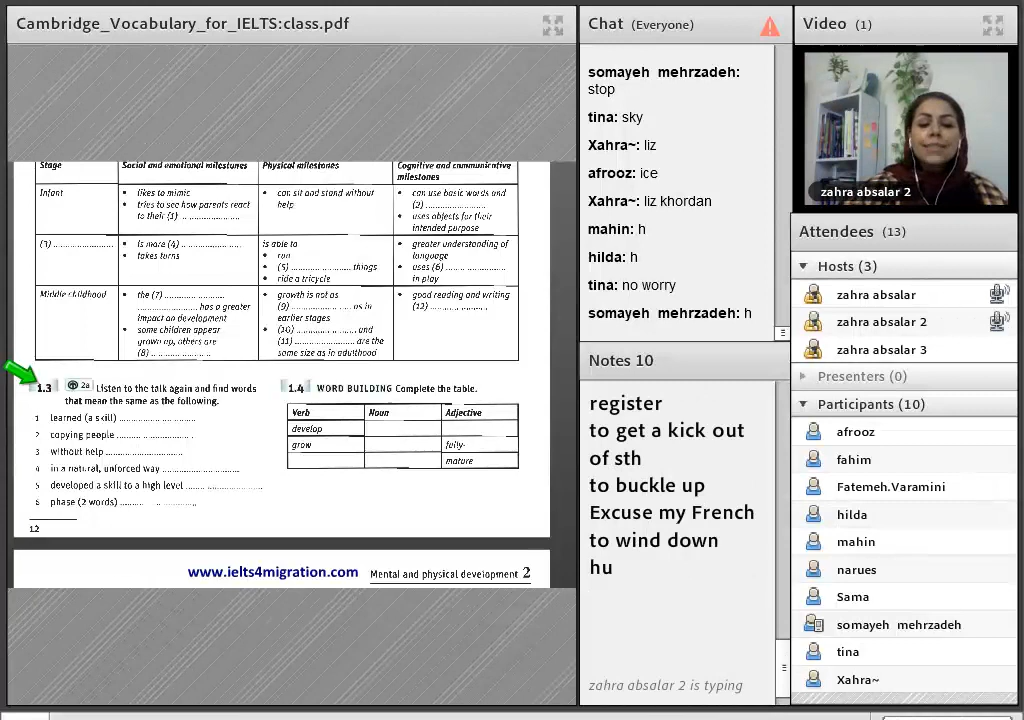 Cambridge_Vocabulary_for_IELTS:class.pdf
Stage
Social and emotional milestones
Physical milestones
Cognitive and communicative milestones
Infant
• likes to mimic
• tries to see how parents react to their (1) ......................
• can sit and stand without help
• can use basic words and (2) ......................
• uses objects for their intended purpose
(3) ......................
• is more (4) ......................
• takes turns
is able to
• run
• (5) ...................... things
• ride a tricycle
• greater understanding of language
• uses (6) ...................... in play
Middle childhood
• the (7) ...................... ...................... has a greater impact on development
• some children appear grown up, others are (8) ......................
• growth is not as (9) ...................... as in earlier stages
• (10) ...................... and (11) ...................... are the same size as in adulthood
• good reading and writing (12) ......................
1.3 2a Listen to the talk again and find words
that mean the same as the following.
1 learned (a skill) ......................
2 copying people ......................
3 without help ......................
4 in a natural, unforced way ......................
5 developed a skill to a high level ......................
6 phase (2 words) ......................
1.4 WORD BUILDING Complete the table.
Verb Noun Adjective
develop
grow fully-
mature
12
www.ielts4migration.com Mental and physical development 2
Chat (Everyone)
somayeh mehrzadeh:
stop
tina: sky
Xahra~: liz
afrooz: ice
Xahra~: liz khordan
mahin: h
hilda: h
tina: no worry
somayeh mehrzadeh: h
Notes 10
register
to get a kick out
of sth
to buckle up
Excuse my French
to wind down
hu
zahra absalar 2 is typing
Video (1)
zahra absalar 2
Attendees (13)
Hosts (3)
zahra absalar
zahra absalar 2
zahra absalar 3
Presenters (0)
Participants (10)
afrooz
fahim
Fatemeh.Varamini
hilda
mahin
narues
Sama
somayeh mehrzadeh
tina
Xahra~